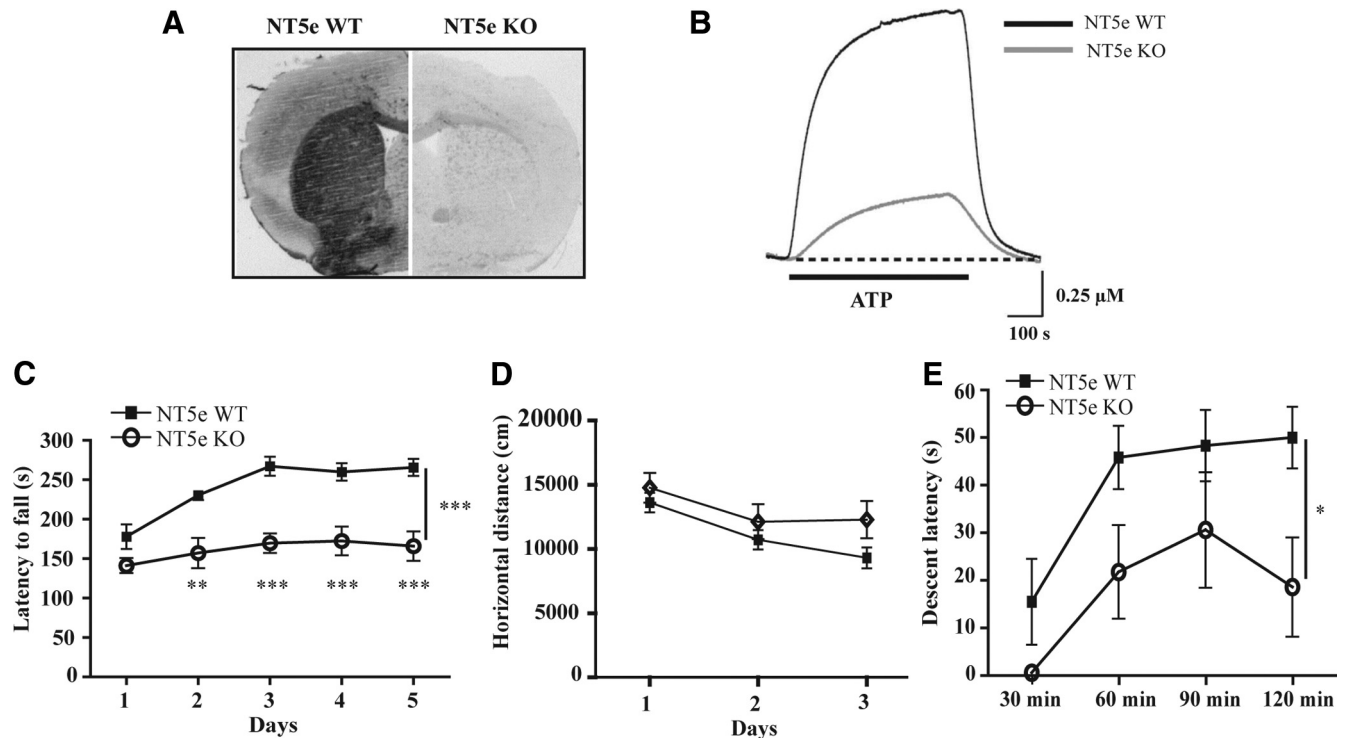 A
NT5e WT
NT5e KO
B
NT5e WT
NT5e KO
ATP
0.25 µM
100 s
C
NT5e WT
NT5e KO
Latency to fall (s)
300
250
200
150
100
50
0
***
** *** *** ***
1 2 3 4 5
Days
D
Horizontal distance (cm)
20000
15000
10000
5000
0
1 2 3
Days
E
NT5e WT
NT5e KO
Descent latency (s)
60
50
40
30
20
10
0
*
30 min 60 min 90 min 120 min